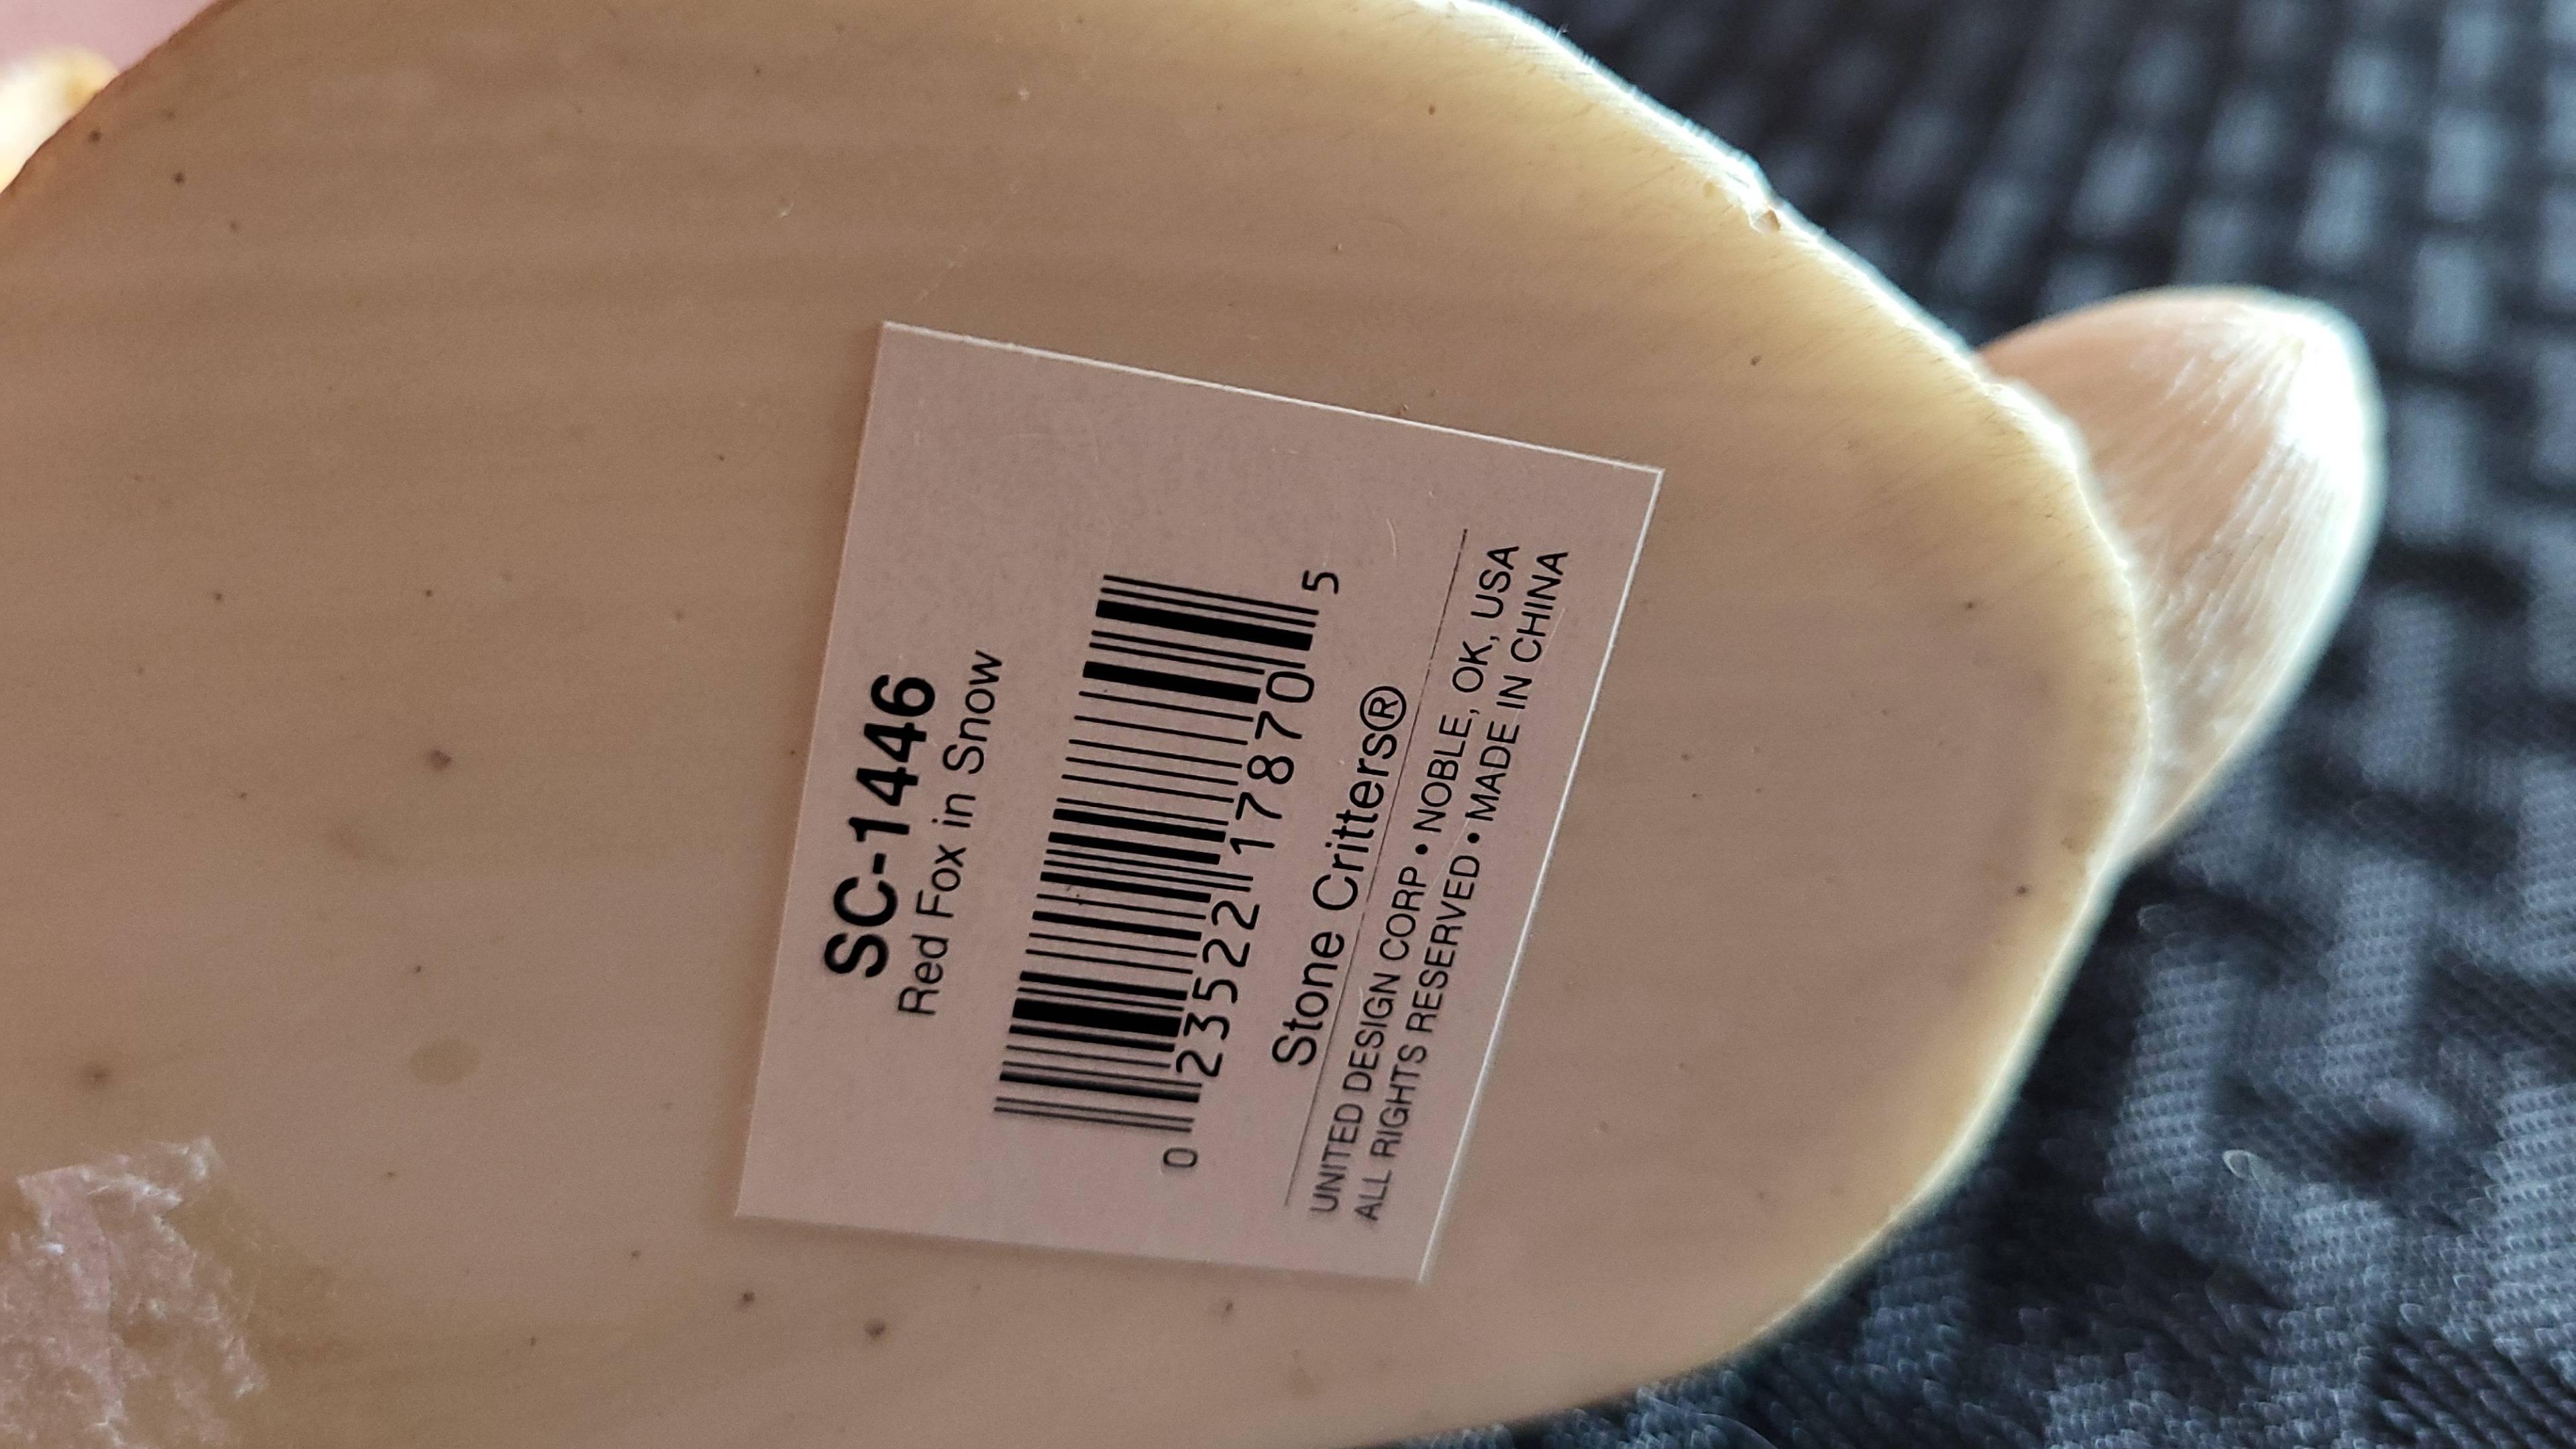 SC-1446
Red Fox in Snow
0 23522 17870 5
Stone Critters®
UNITED DESIGN CORP • NOBLE, OK, USA
ALL RIGHTS RESERVED • MADE IN CHINA